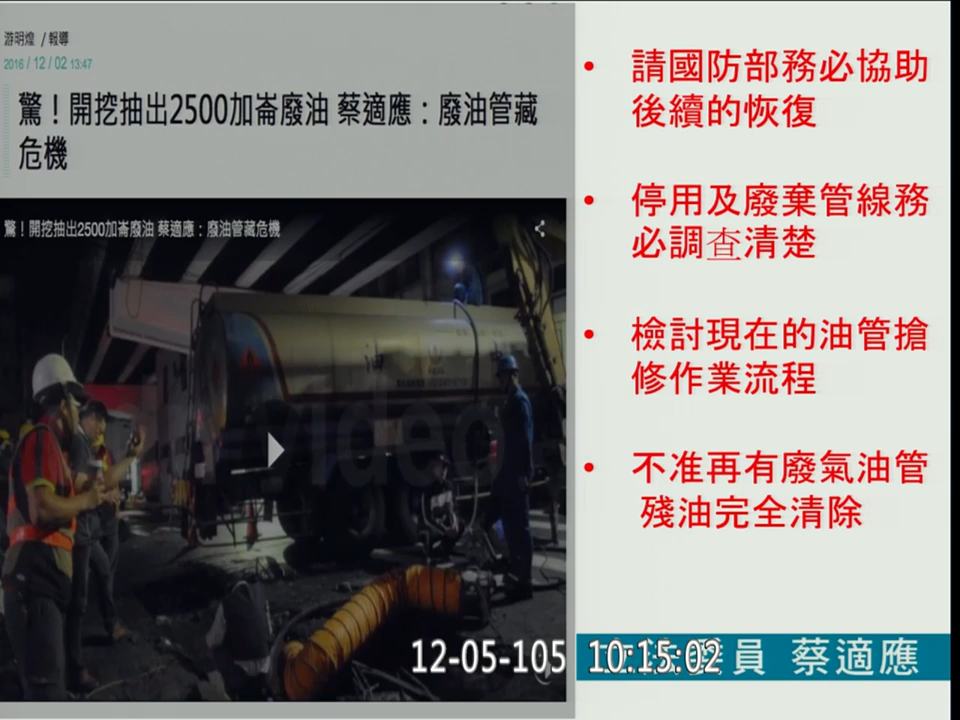 游明煌 / 報導
2016 / 12 / 02 13:47
驚！開挖抽出2500加崙廢油 蔡適應：廢油管藏
危機
驚！開挖抽出2500加崙廢油 蔡適應：廢油管藏危機
油
video
• 請國防部務必協助
後續的恢復
• 停用及廢棄管線務
必調查清楚
• 檢討現在的油管搶
修作業流程
• 不准再有廢氣油管
殘油完全清除
12-05-105 10:15:02
員 蔡適應